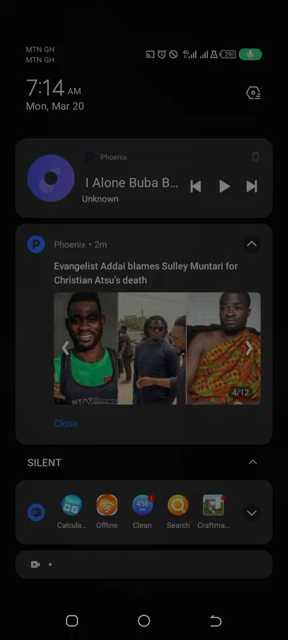 MTN GH
MTN GH
7:14 AM
Mon, Mar 20
Phoenix
I Alone Buba B...
Unknown
Phoenix • 2m
Evangelist Addai blames Sulley Muntari for
Christian Atsu's death
4/12
Close
SILENT
Calcula...
Offline
Clean
Search
Craftma...